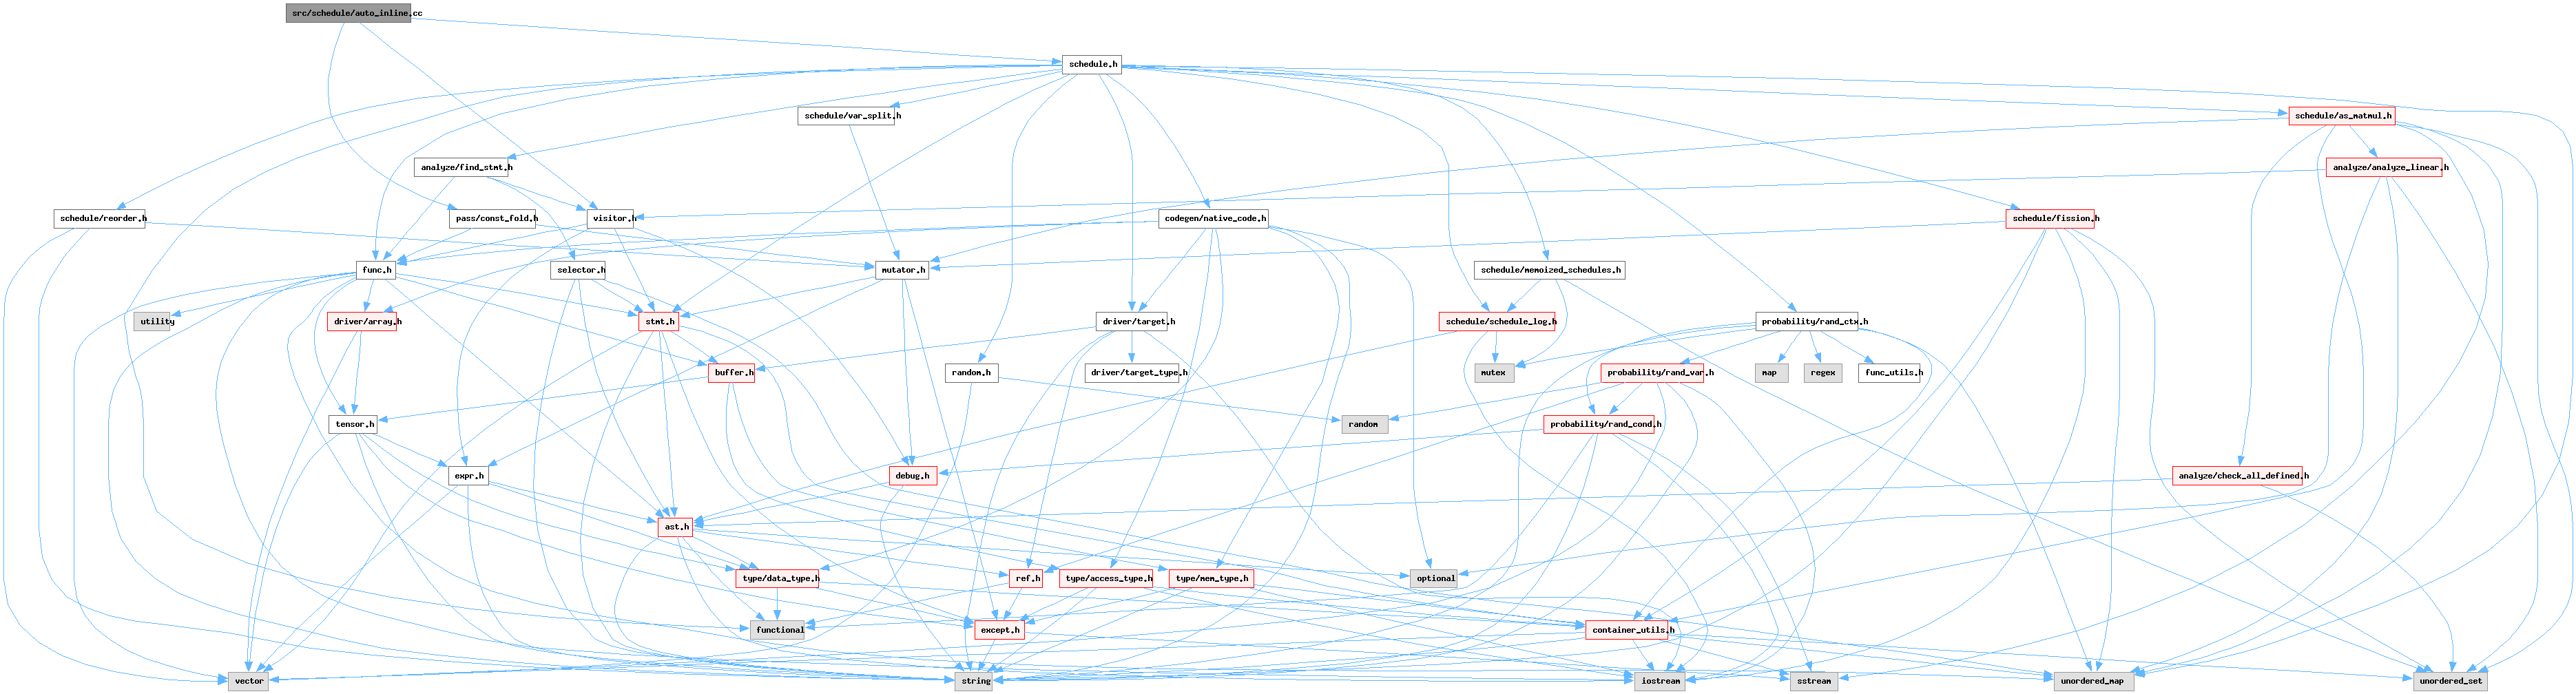 src/schedule/auto_inline.cc
schedule.h
schedule/var_split.h
schedule/as_matmul.h
analyze/find_stmt.h
analyze/analyze_linear.h
schedule/reorder.h
pass/const_fold.h
visitor.h
codegen/native_code.h
schedule/fission.h
func.h
selector.h
mutator.h
schedule/memoized_schedules.h
utility
driver/array.h
stmt.h
driver/target.h
schedule/schedule_log.h
probability/rand_ctx.h
buffer.h
random.h
driver/target_type.h
mutex
probability/rand_var.h
map
regex
func_utils.h
tensor.h
random
probability/rand_cond.h
expr.h
debug.h
analyze/check_all_defined.h
ast.h
type/data_type.h
ref.h
type/access_type.h
type/mem_type.h
optional
functional
except.h
container_utils.h
vector
string
iostream
sstream
unordered_map
unordered_set